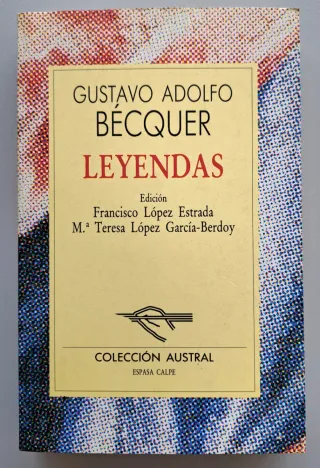 GUSTAVO ADOLFO
BÉCQUER
LEYENDAS
Edición
Francisco López Estrada
M.ª Teresa López García-Berdoy
COLECCIÓN AUSTRAL
ESPASA CALPE